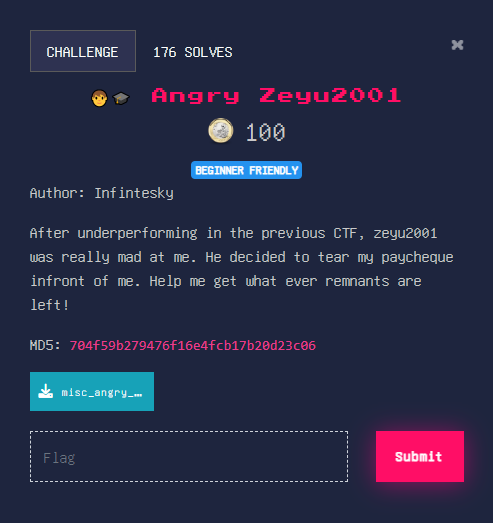 CHALLENGE 176 SOLVES
Angry Zeyu2001
100
BEGINNER FRIENDLY
Author: Infintesky
After underperforming in the previous CTF, zeyu2001
was really mad at me. He decided to tear my paycheque
infront of me. Help me get what ever remnants are
left!
MD5: 704f59b279476f16e4fcb17b20d23c06
misc_angry_…
Flag
Submit